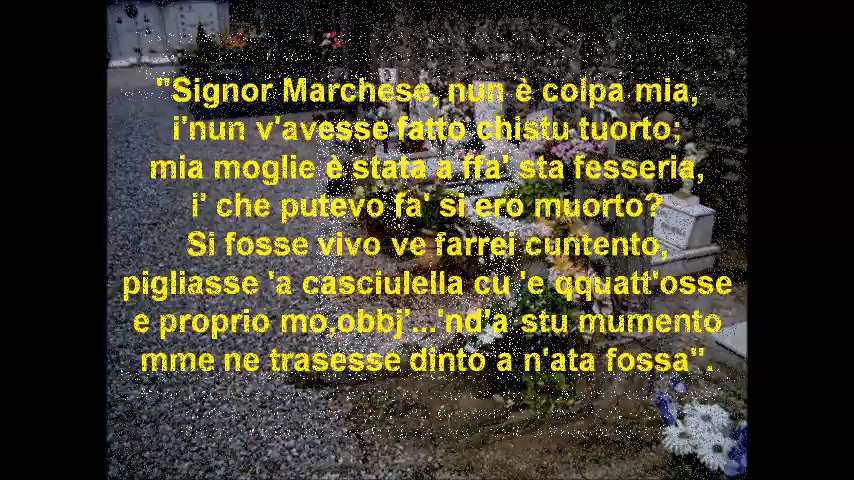 "Signor Marchese, nun è colpa mia,
i'nun v'avesse fatto chistu tuorto;
mia moglie è stata a ffa' sta fesseria,
i' che putevo fa' si ero muorto?
Si fosse vivo ve farrei cuntento,
pigliasse 'a casciulella cu 'e qquatt'osse
e proprio mo,obbj'...'nd'a stu mumento
mme ne trasesse dinto a n'ata fossa".